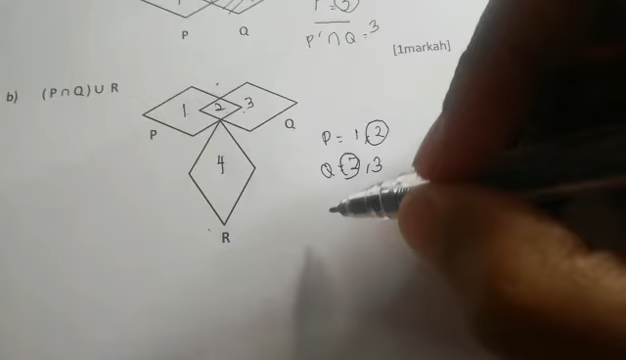 P Q
P' ∩ Q = 3
[1markah]
b) (P ∩ Q) ∪ R
1 2 3
P Q
4
R
P = 1, 2
Q = 2, 3